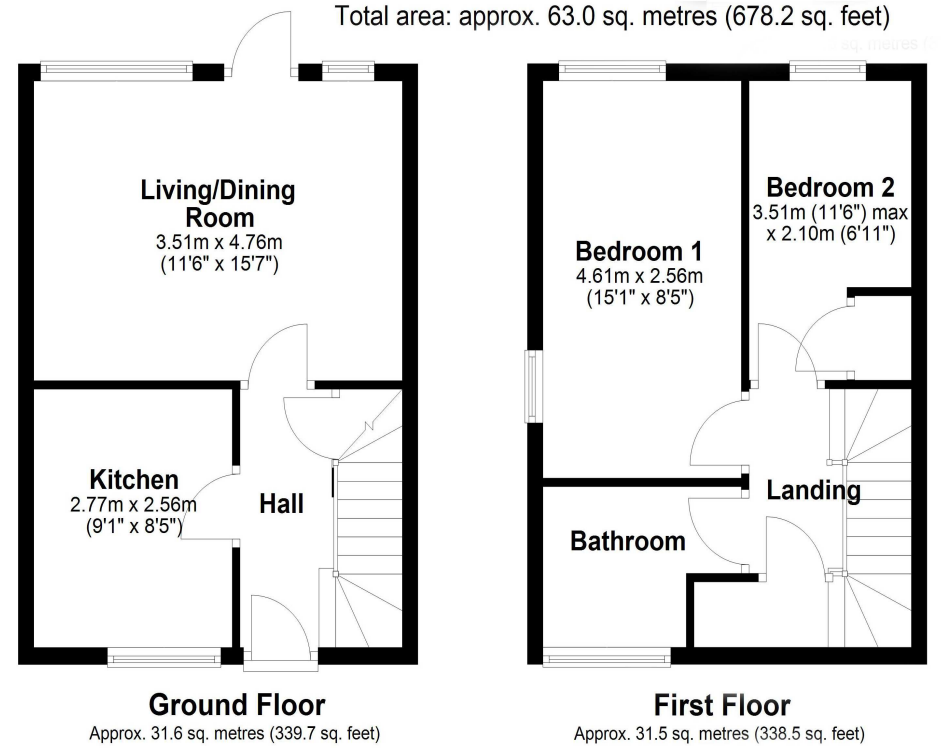 Total area: approx. 63.0 sq. metres (678.2 sq. feet)
sq. metres
Living/Dining
Room
3.51m x 4.76m
(11'6" x 15'7")
Kitchen
2.77m x 2.56m
(9'1" x 8'5")
Hall
Ground Floor
Approx. 31.6 sq. metres (339.7 sq. feet)
Bedroom 1
4.61m x 2.56m
(15'1" x 8'5")
Bedroom 2
3.51m (11'6") max
x 2.10m (6'11")
Landing
Bathroom
First Floor
Approx. 31.5 sq. metres (338.5 sq. feet)